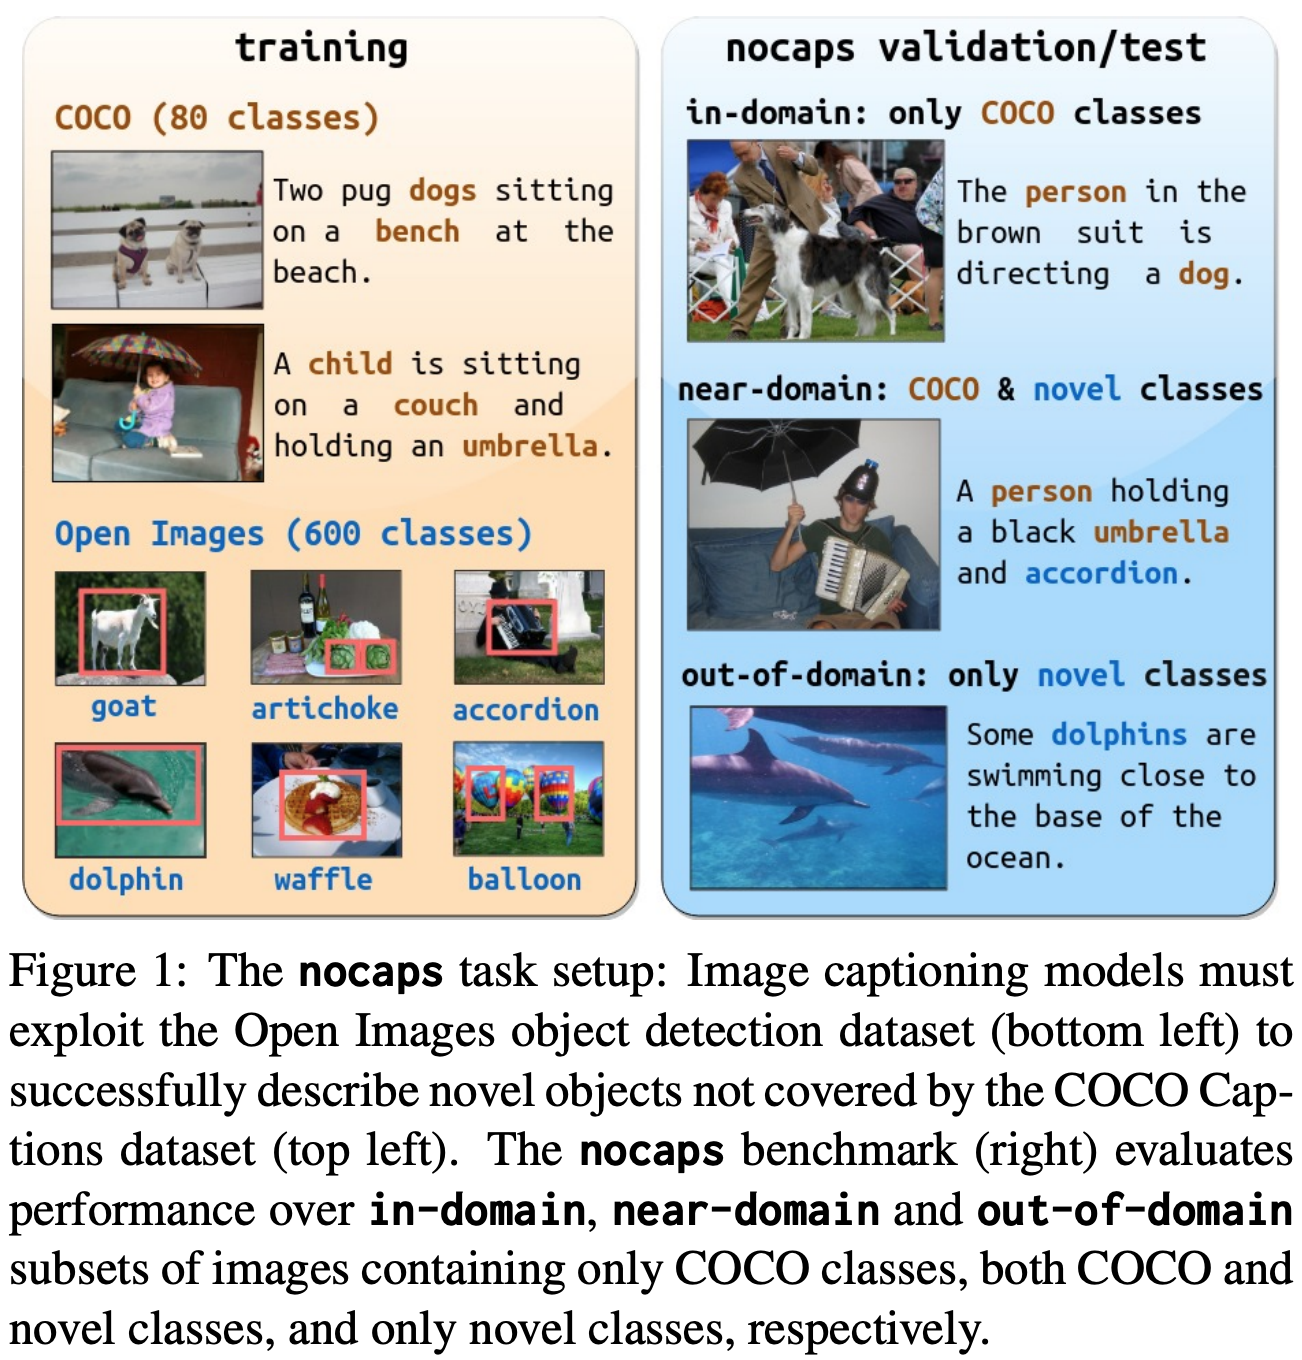 training
COCO (80 classes)
Two pug dogs sitting
on a bench at the
beach.
A child is sitting
on a couch and
holding an umbrella.
Open Images (600 classes)
goat
artichoke
accordion
dolphin
waffle
balloon
nocaps validation/test
in-domain: only COCO classes
The person in the
brown suit is
directing a dog.
near-domain: COCO & novel classes
A person holding
a black umbrella
and accordion.
out-of-domain: only novel classes
Some dolphins are
swimming close to
the base of the
ocean.
Figure 1: The nocaps task setup: Image captioning models must
exploit the Open Images object detection dataset (bottom left) to
successfully describe novel objects not covered by the COCO Cap-
tions dataset (top left). The nocaps benchmark (right) evaluates
performance over in-domain, near-domain and out-of-domain
subsets of images containing only COCO classes, both COCO and
novel classes, and only novel classes, respectively.